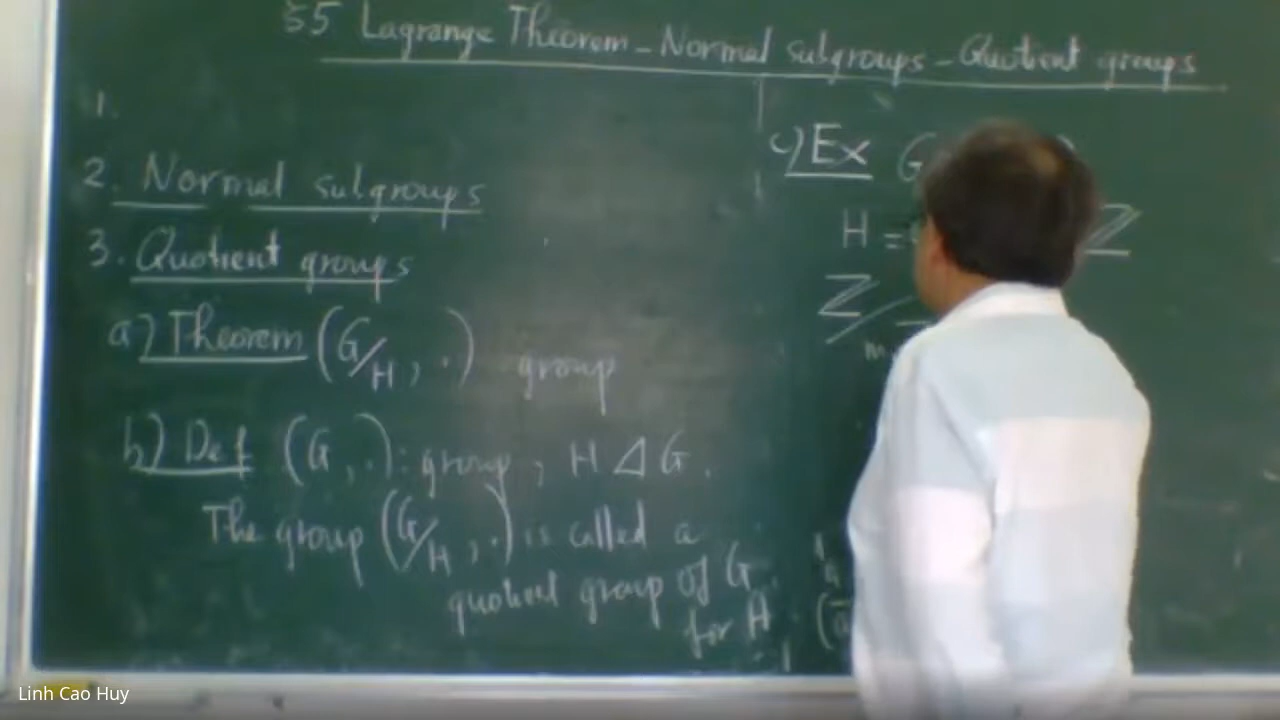 §5 Lagrange Theorem - Normal subgroups - Quotient groups
1.
2. Normal subgroups
3. Quotient groups
a) Theorem (G/H, .) group
b) Def (G, .): group, H ⊿ G.
The group (G/H, .) is called a
quotient group of G
for H
c) Ex G
H = ℤ
ℤ/
m
Linh Cao Huy